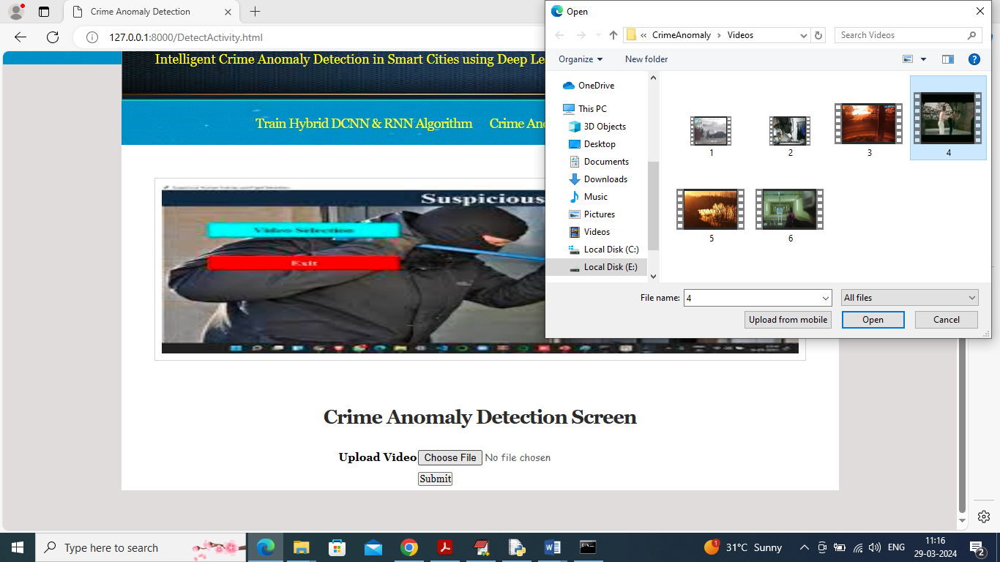 Crime Anomaly Detection
127.0.0.1:8000/DetectActivity.html
Intelligent Crime Anomaly Detection in Smart Cities using Deep Le
Train Hybrid DCNN & RNN Algorithm Crime Ano
Suspicious
Video Selection
Exit
Crime Anomaly Detection Screen
Upload Video Choose File No file chosen
Submit
Open
« CrimeAnomaly › Videos
Search Videos
Organize
New folder
OneDrive
This PC
3D Objects
Desktop
Documents
Downloads
Music
Pictures
Videos
Local Disk (C:)
Local Disk (E:)
1 2 3 4
5 6
File name: 4 All files
Upload from mobile Open Cancel
Type here to search
1
31°C Sunny
ENG
11:16
29-03-2024
2